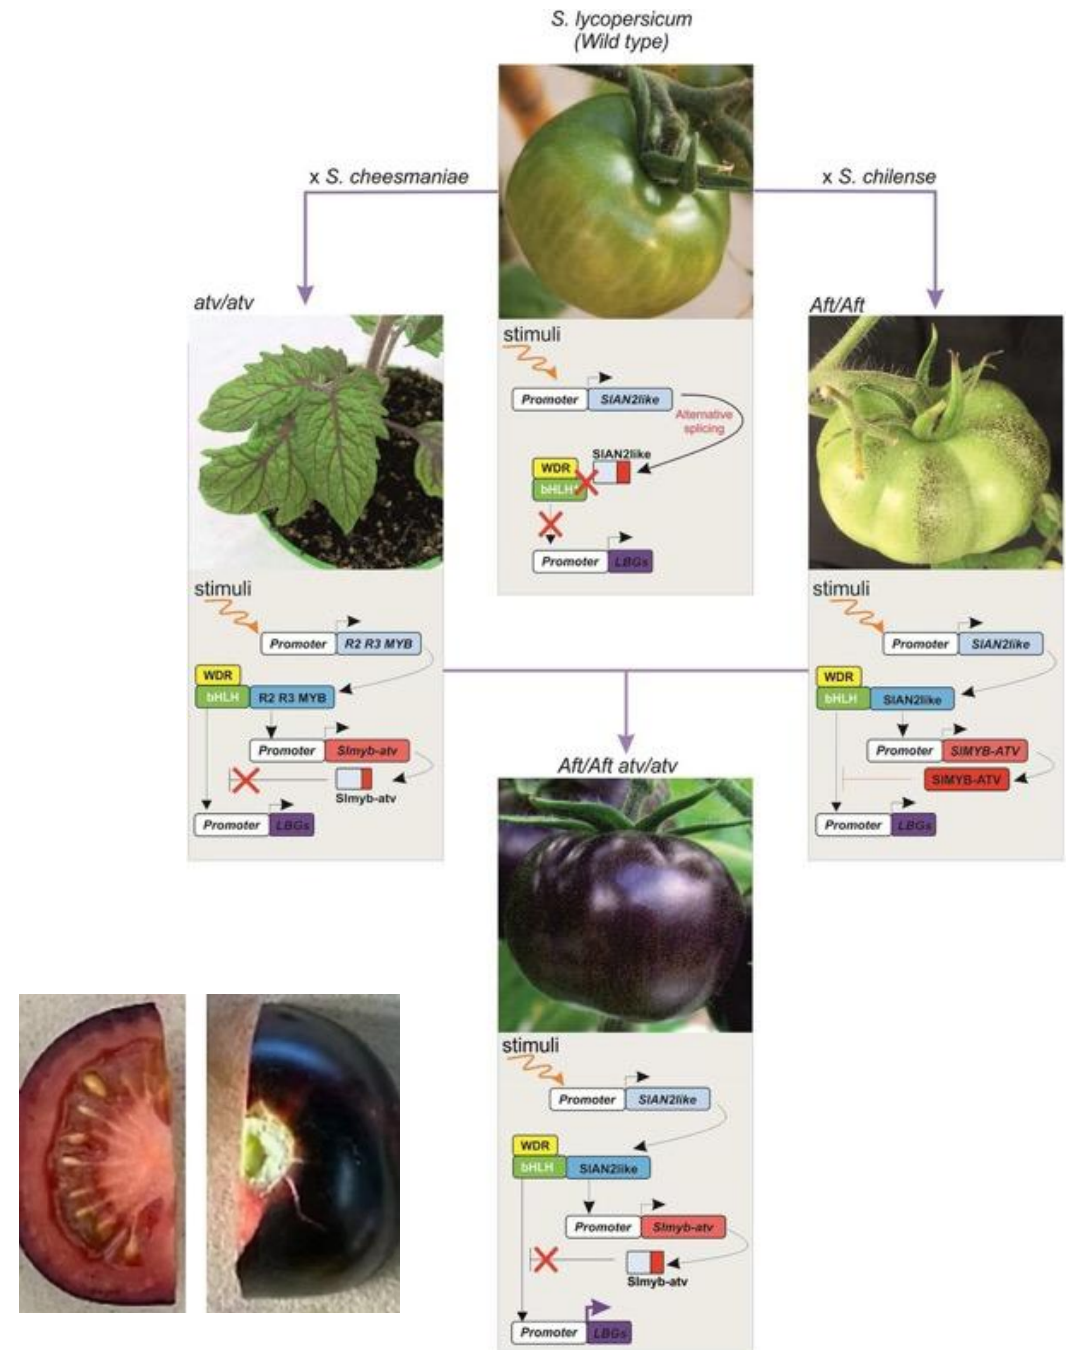 S. lycopersicum
(Wild type)
x S. cheesmaniae
x S. chilense
stimuli
Promoter SlAN2like
Alternative
splicing
SlAN2like
WDR
bHLH
Promoter LBGs
atv/atv
stimuli
Promoter R2 R3 MYB
WDR
bHLH R2 R3 MYB
Promoter Slmyb-atv
Slmyb-atv
Promoter LBGs
Aft/Aft
stimuli
Promoter SlAN2like
WDR
bHLH SlAN2like
Promoter SlMYB-ATV
SlMYB-ATV
Promoter LBGs
Aft/Aft atv/atv
stimuli
Promoter SlAN2like
WDR
bHLH SlAN2like
Promoter Slmyb-atv
Slmyb-atv
Promoter LBGs